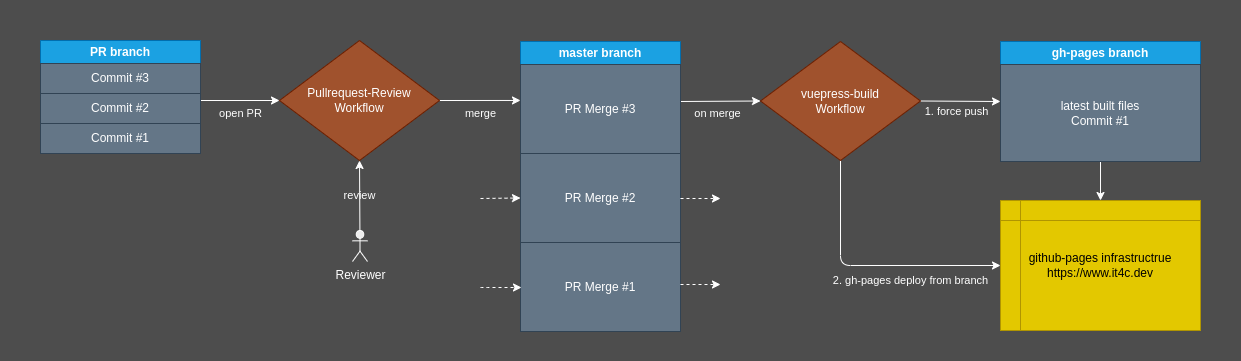 PR branch
Commit #3
Commit #2
Commit #1
open PR
Pullrequest-Review
Workflow
review
Reviewer
merge
master branch
PR Merge #3
PR Merge #2
PR Merge #1
on merge
vuepress-build
Workflow
1. force push
2. gh-pages deploy from branch
gh-pages branch
latest built files
Commit #1
github-pages infrastructrue
https://www.it4c.dev